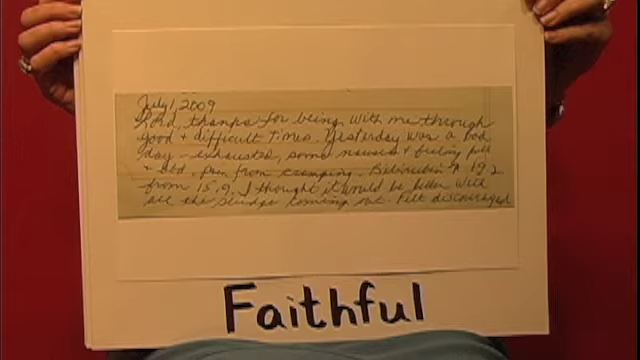 July 1, 2009
Lord, thanks for being with me through
good + difficult times. Yesterday was a bad
day - exhausted, some nausea & feeling full
+ abd. pain from cramping. Bilirubin ↑ 19.2
from 15.9. I thought it would be better with
all the sludge coming out. Felt discouraged
Faithful